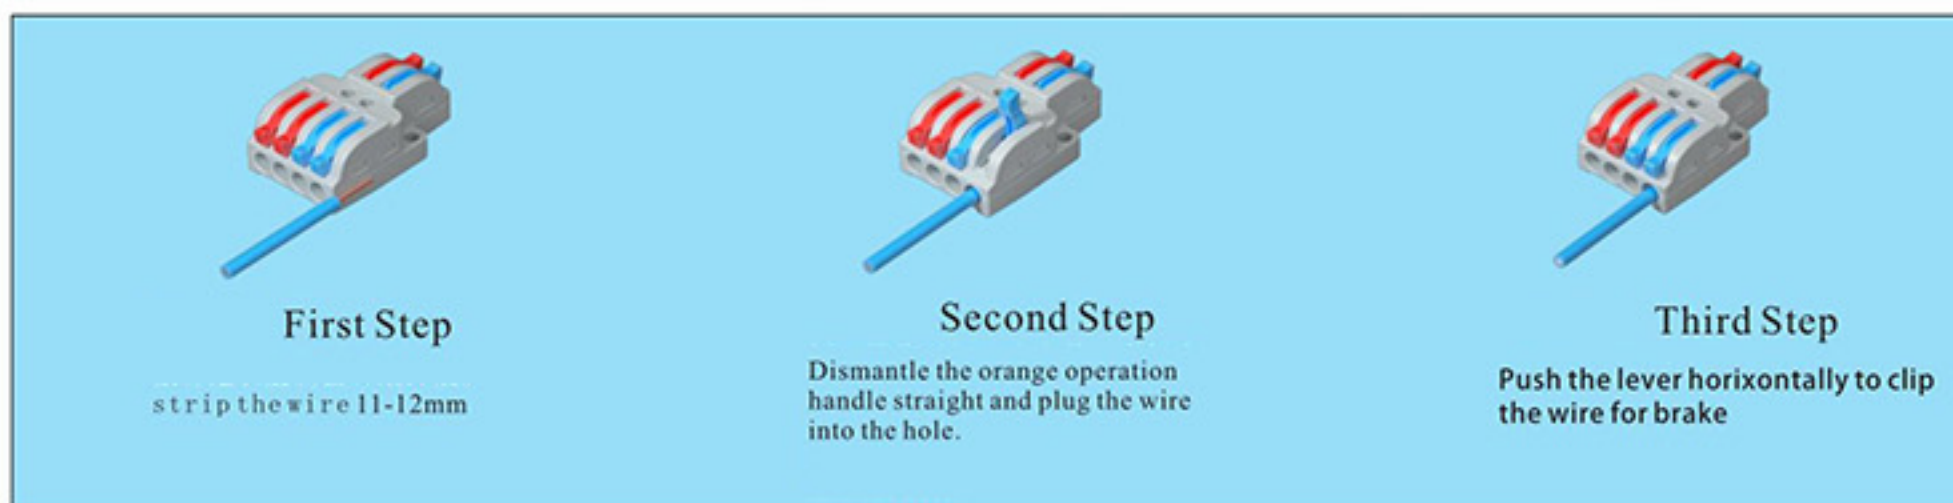 First Step
strip the wire 11-12mm
Second Step
Dismantle the orange operation
handle straight and plug the wire
into the hole.
Third Step
Push the lever horixontally to clip
the wire for brake